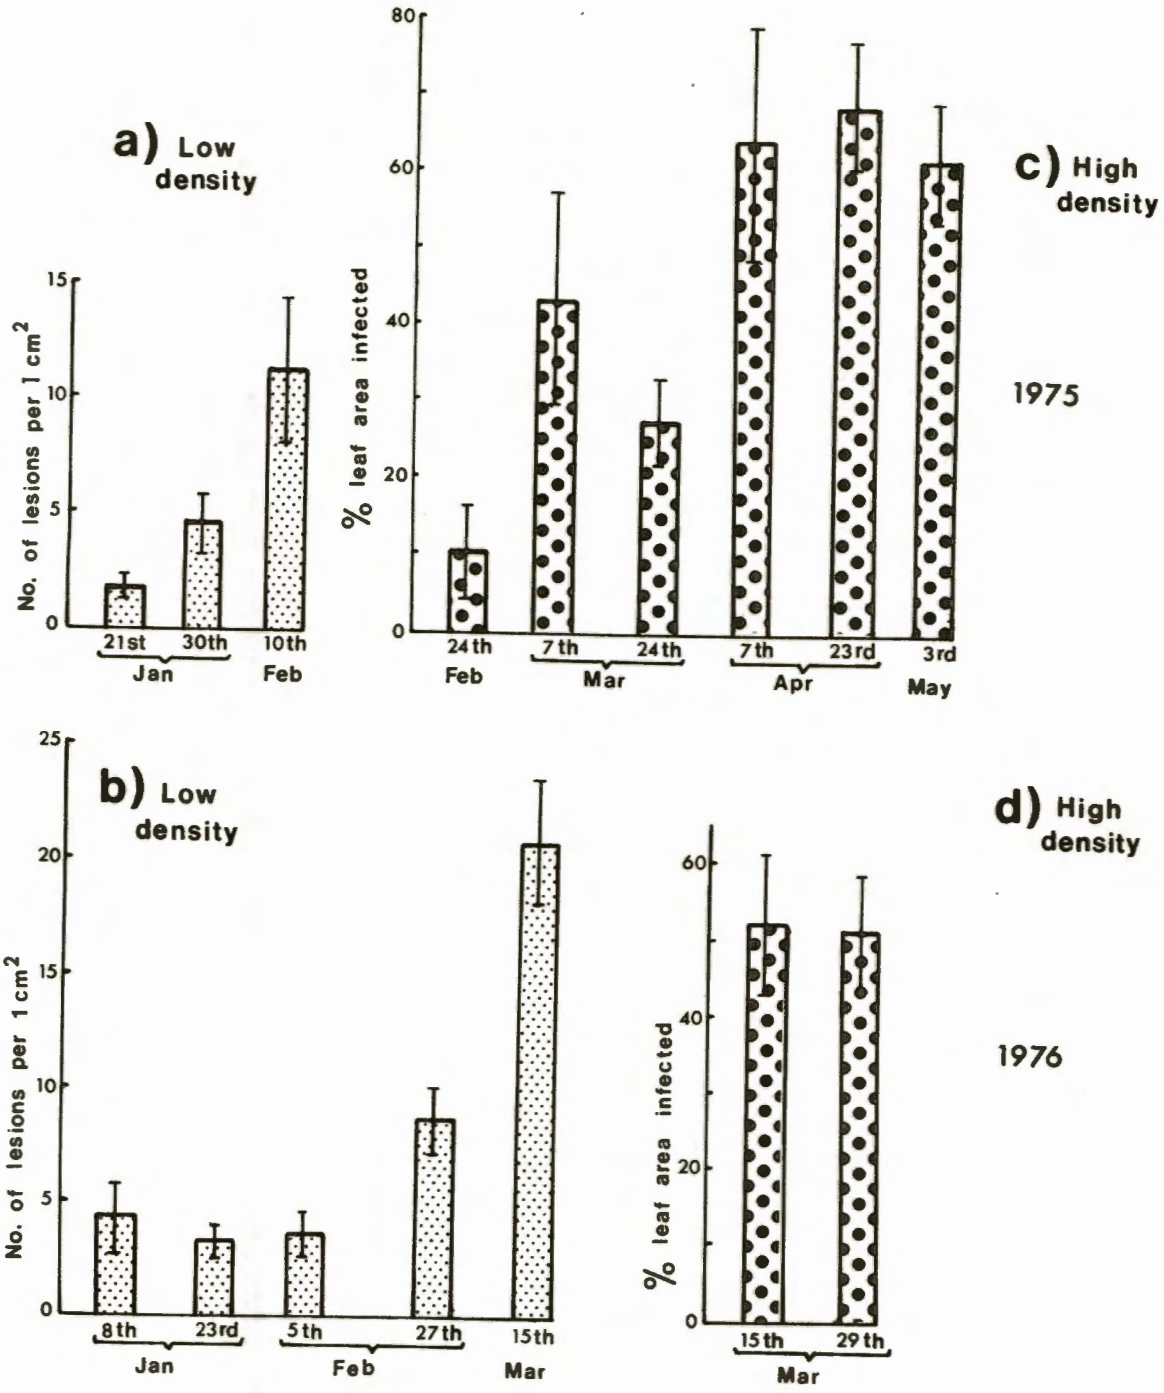 a) Low
density
15
10
5
0
No. of lesions per 1 cm²
21st 30th 10th
Jan Feb
80
60
40
20
0
% leaf area infected
24th 7th 24th 7th 23rd 3rd
Feb Mar Apr May
c) High
density
1975
b) Low
density
25
20
15
10
5
0
No. of lesions per 1 cm²
8th 23rd 5th 27th 15th
Jan Feb Mar
60
40
20
0
% leaf area infected
15th 29th
Mar
d) High
density
1976